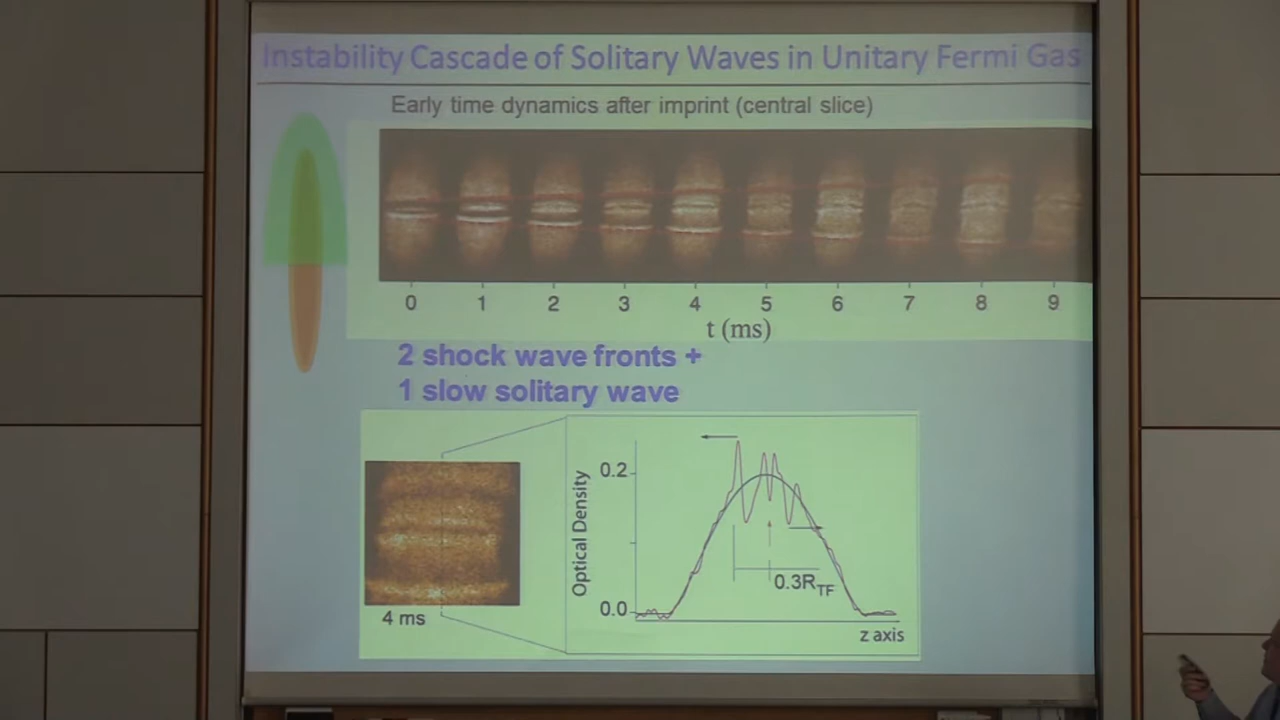 Instability Cascade of Solitary Waves in Unitary Fermi Gas
Early time dynamics after imprint (central slice)
0 1 2 3 4 5 6 7 8 9
t (ms)
2 shock wave fronts +
1 slow solitary wave
Optical Density
0.2
0.0
0.3RTF
z axis
4 ms